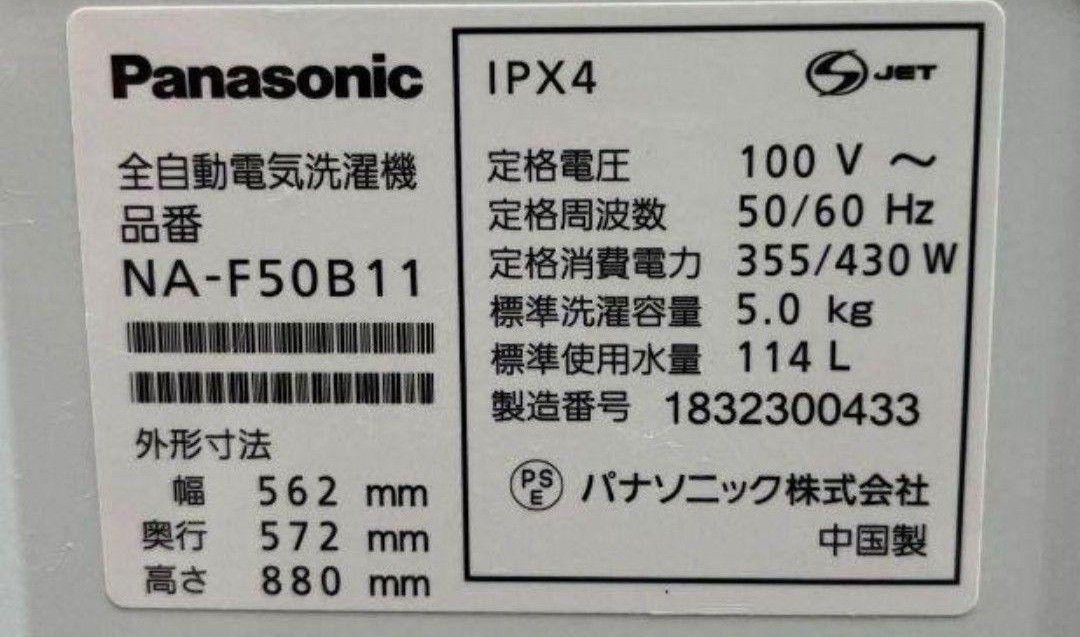 Panasonic
全自動電気洗濯機
品番
NA-F50B11
外形寸法
幅 562 mm
奥行 572 mm
高さ 880 mm
IPX4
S JET
定格電圧 100 V ～
定格周波数 50/60 Hz
定格消費電力 355/430 W
標準洗濯容量 5.0 kg
標準使用水量 114 L
製造番号 1832300433
PSE パナソニック株式会社
中国製